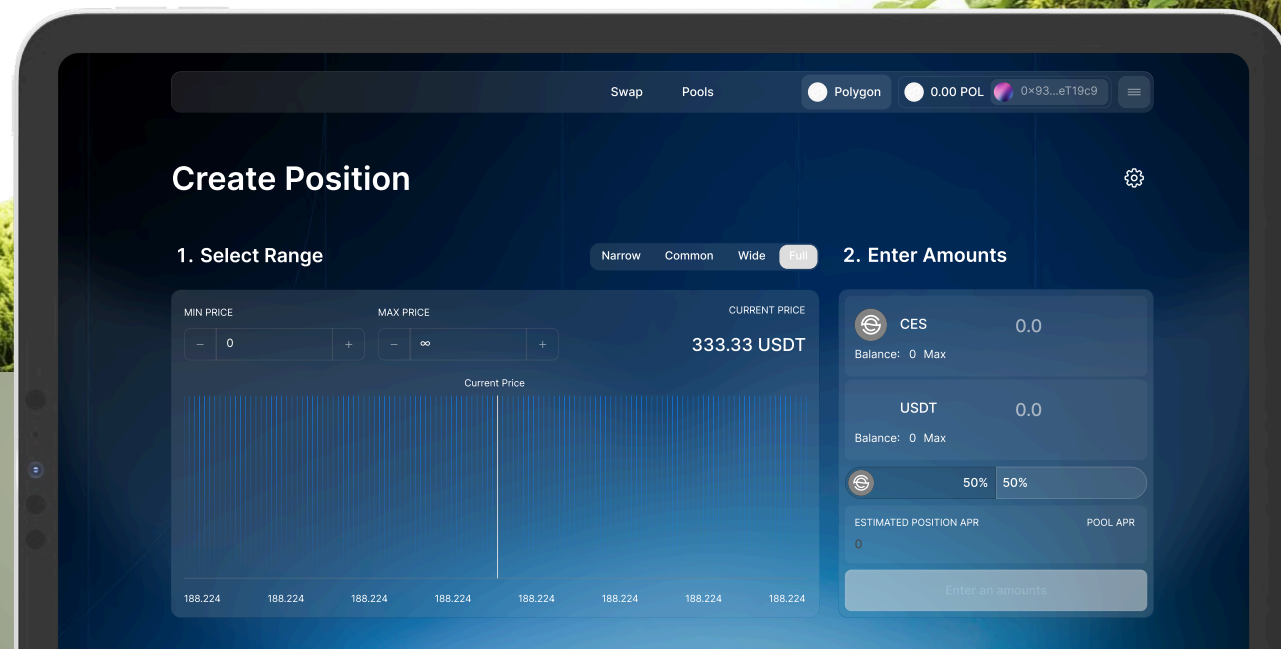 Swap Pools Polygon 0.00 POL 0×93...eT19c9
Create Position
1. Select Range
Narrow Common Wide Full
2. Enter Amounts
MIN PRICE MAX PRICE CURRENT PRICE
− 0 + − ∞ + 333.33 USDT
Current Price
188.224 188.224 188.224 188.224 188.224 188.224 188.224 188.224
CES 0.0
Balance: 0 Max
USDT 0.0
Balance: 0 Max
50% 50%
ESTIMATED POSITION APR POOL APR
0
Enter an amounts